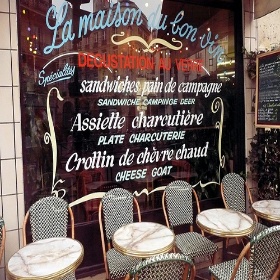 La maison du bon vin
DEGUSTATION AU VERRE
Spécialités
sandwiches pain de campagne
SANDWICHE CAMPINGE DEER
Assiette charcutière
PLATE CHARCUTERIE
Crottin de chèvre chaud
CHEESE GOAT